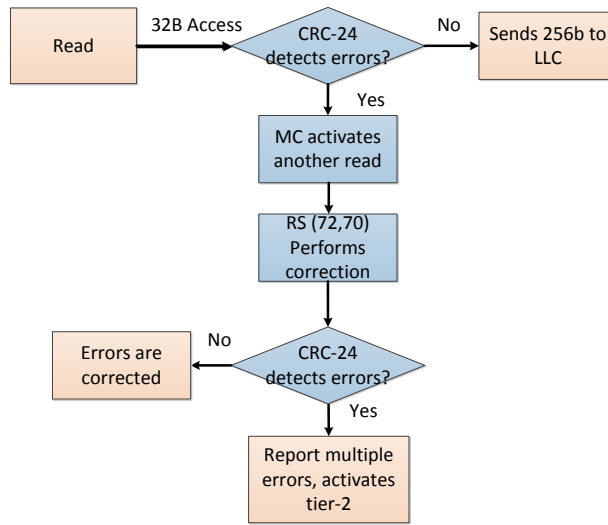 Read
32B Access
CRC-24
detects errors?
No
Sends 256b to
LLC
Yes
MC activates
another read
RS (72,70)
Performs
correction
CRC-24
detects errors?
No
Errors are
corrected
Yes
Report multiple
errors, activates
tier-2